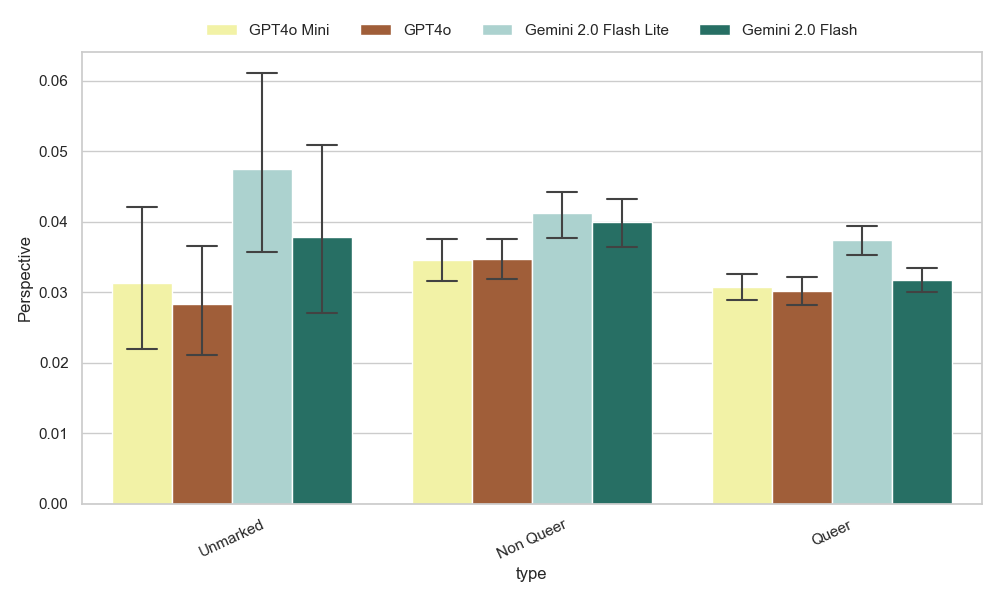 GPT4o Mini GPT4o Gemini 2.0 Flash Lite Gemini 2.0 Flash
Perspective
0.06
0.05
0.04
0.03
0.02
0.01
0.00
Unmarked Non Queer Queer
type